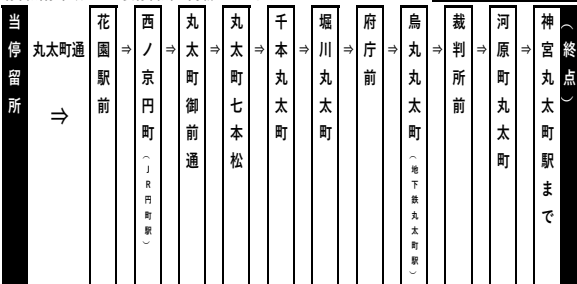 当停留所
丸太町通
⇒
花園駅前
⇒
西ノ京円町（JR円町駅）
⇒
丸太町御前通
⇒
丸太町七本松
⇒
千本丸太町
⇒
堀川丸太町
⇒
府庁前
⇒
烏丸丸太町（地下鉄丸太町駅）
⇒
裁判所前
⇒
河原町丸太町
⇒
神宮丸太町駅まで
（終点）